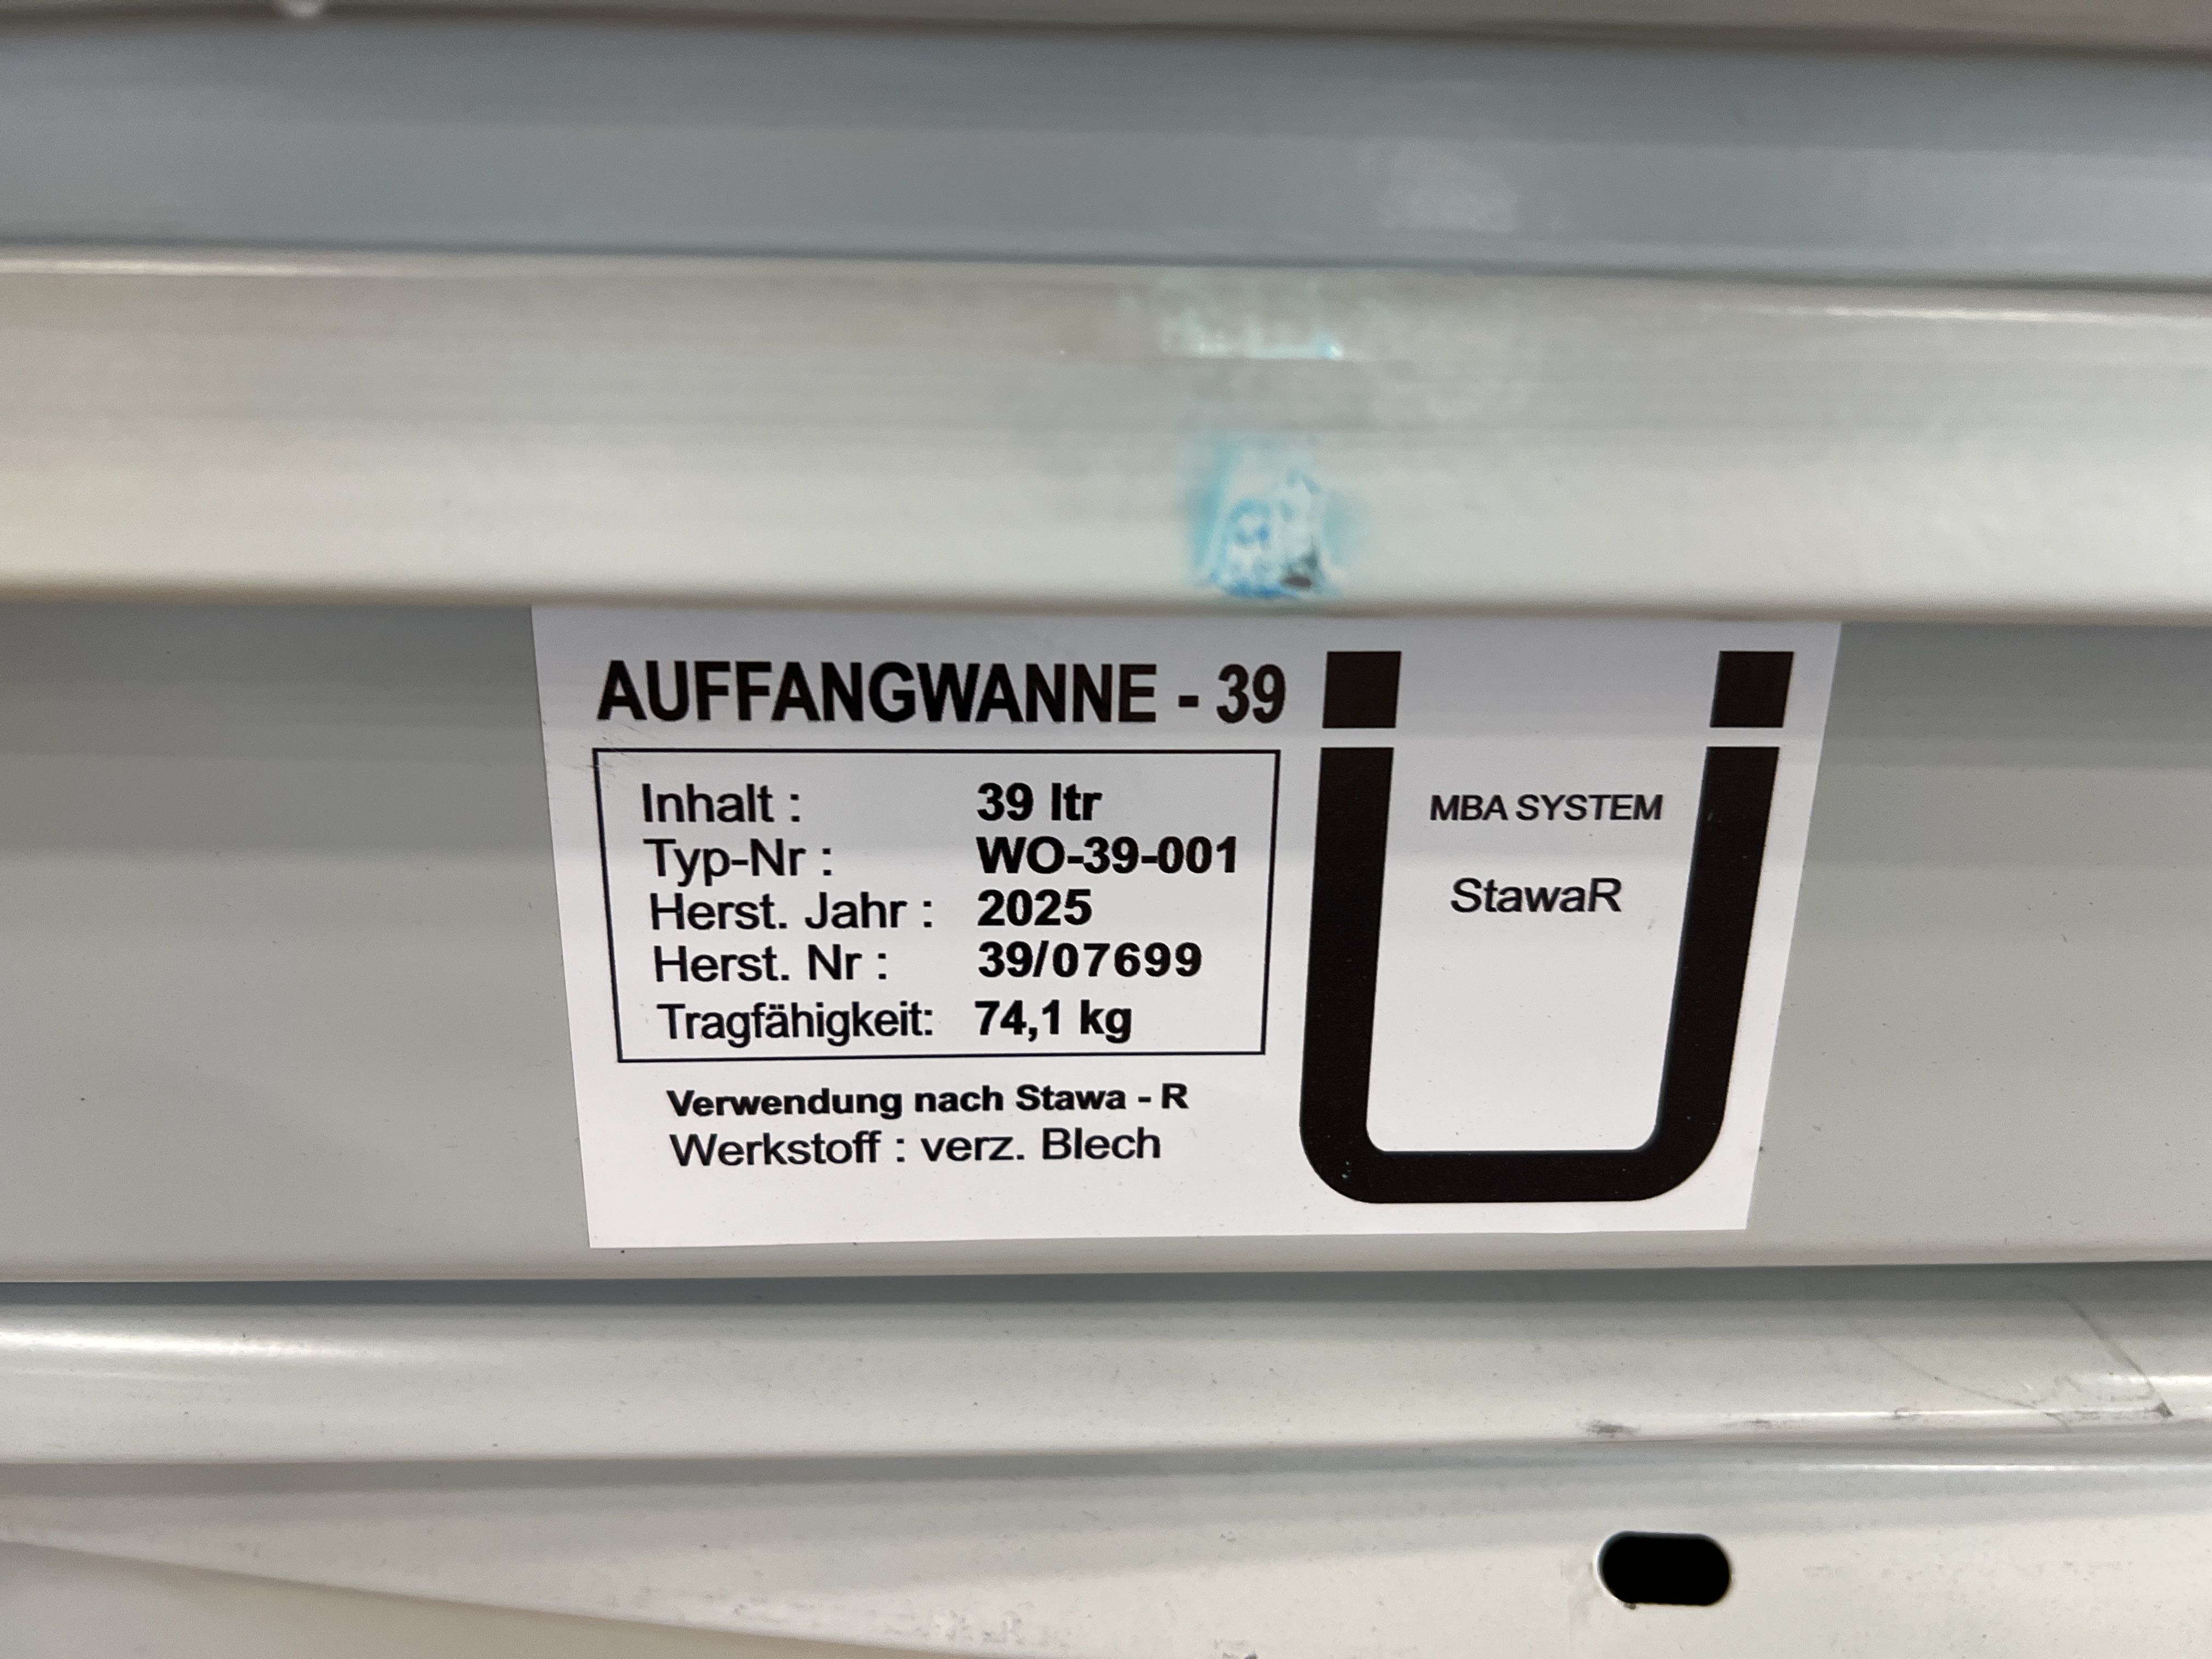 AUFFANGWANNE - 39
Inhalt : 39 ltr
Typ-Nr : WO-39-001
Herst. Jahr : 2025
Herst. Nr : 39/07699
Tragfähigkeit: 74,1 kg
Verwendung nach Stawa - R
Werkstoff : verz. Blech
MBA SYSTEM
StawaR